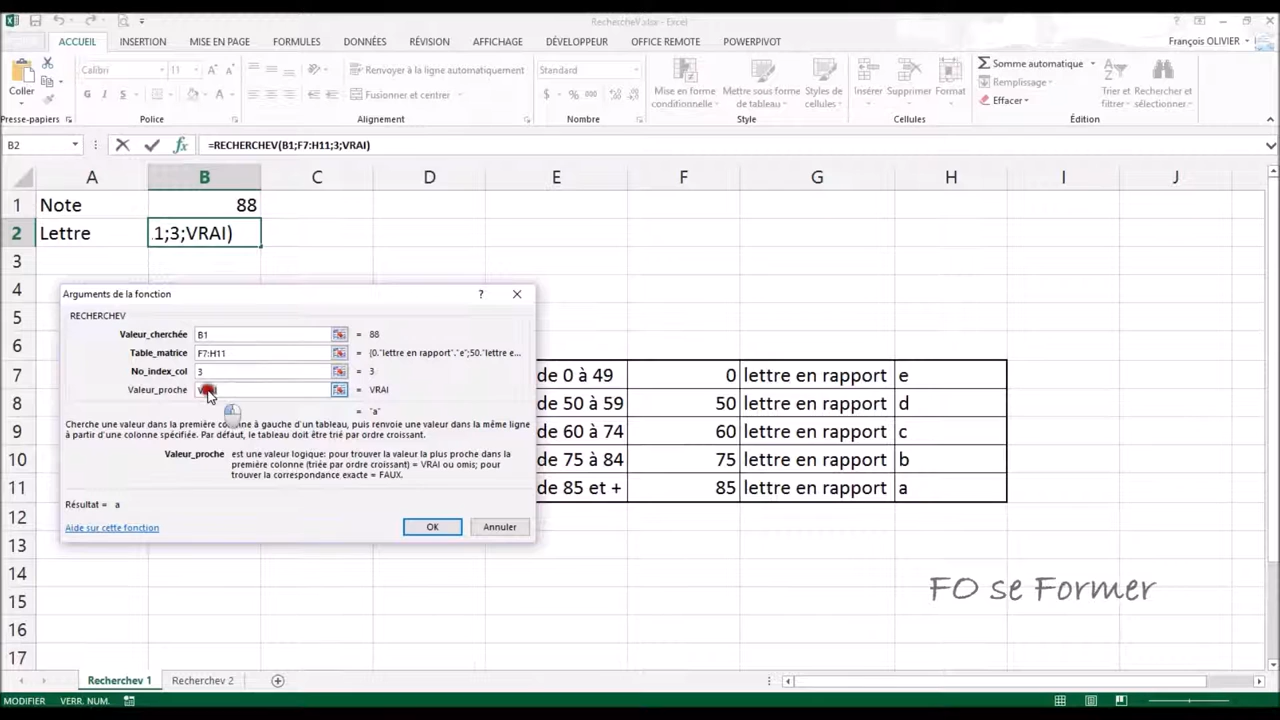 RechercheV.xlsx - Excel
ACCUEIL INSERTION MISE EN PAGE FORMULES DONNÉES RÉVISION AFFICHAGE DÉVELOPPEUR OFFICE REMOTE POWERPIVOT François OLIVIER
Coller Calibri 11 Renvoyer à la ligne automatiquement Standard Mise en forme conditionnelle Mettre sous forme de tableau Styles de cellules Insérer Supprimer Format Somme automatique Trier et filtrer Rechercher et sélectionner
G I S Fusionner et centrer $ % 000 Remplissage
Effacer
Presse-papiers Police Alignement Nombre Style Cellules Édition
B2 fx =RECHERCHEV(B1;F7:H11;3;VRAI)
A B C D E F G H I J
1 Note 88
2 Lettre .1;3;VRAI)
3
4
5
6
7 de 0 à 49 0 lettre en rapport e
8 de 50 à 59 50 lettre en rapport d
9 de 60 à 74 60 lettre en rapport c
10 de 75 à 84 75 lettre en rapport b
11 de 85 et + 85 lettre en rapport a
12
13
14
15
16
17
Arguments de la fonction ?
RECHERCHEV
Valeur_cherchée B1 = 88
Table_matrice F7:H11 = {0."lettre en rapport"."e";50."lettre e...
No_index_col 3 = 3
Valeur_proche = VRAI
= "a"
Cherche une valeur dans la première colonne à gauche d'un tableau, puis renvoie une valeur dans la même ligne
à partir d'une colonne spécifiée. Par défaut, le tableau doit être trié par ordre croissant.
Valeur_proche est une valeur logique: pour trouver la valeur la plus proche dans la
première colonne (triée par ordre croissant) = VRAI ou omis; pour
trouver la correspondance exacte = FAUX.
Résultat = a
Aide sur cette fonction OK Annuler
FO se Former
Recherchev 1 Recherchev 2
MODIFIER VERR. NUM.